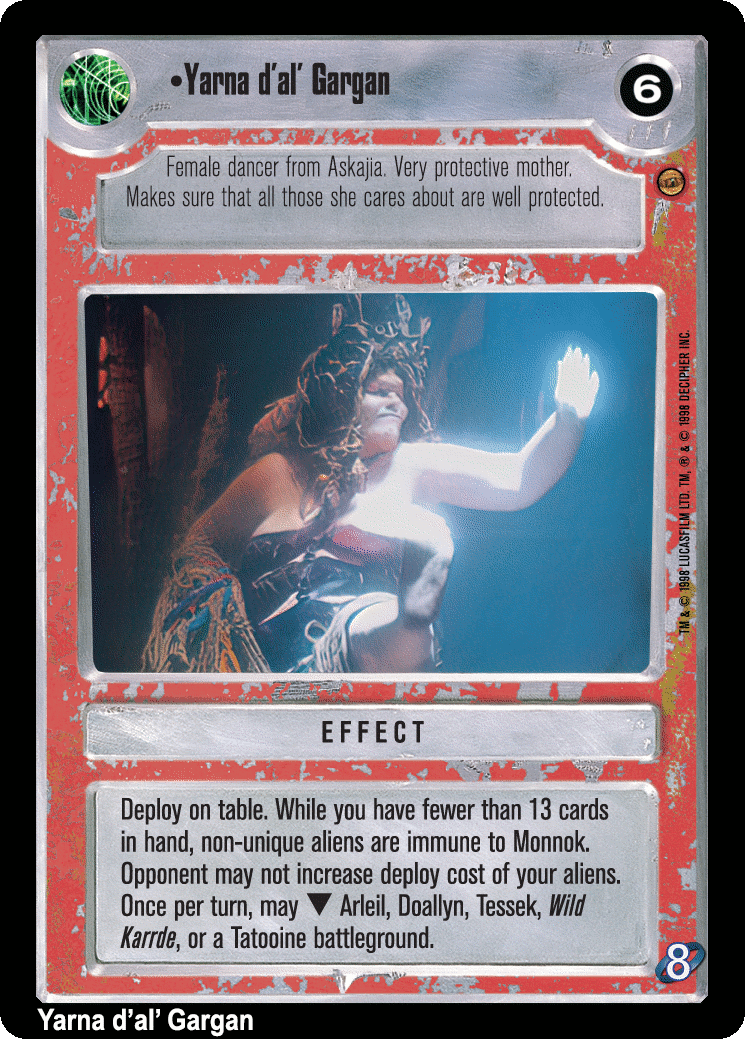 •Yarna d'al' Gargan
6
Female dancer from Askajia. Very protective mother.
Makes sure that all those she cares about are well protected.
TM & © 1998 LUCASFILM LTD. TM, ® & © 1998 DECIPHER INC.
EFFECT
Deploy on table. While you have fewer than 13 cards
in hand, non-unique aliens are immune to Monnok.
Opponent may not increase deploy cost of your aliens.
Once per turn, may ▼ Arleil, Doallyn, Tessek, Wild
Karrde, or a Tatooine battleground.
8
Yarna d’al’ Gargan